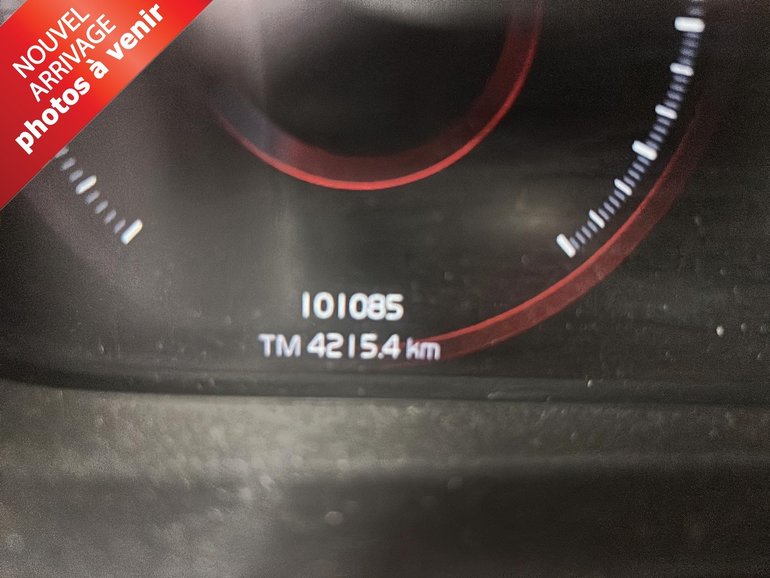 NOUVEL
ARRIVAGE
photos à venir
101085
TM 4215.4 km